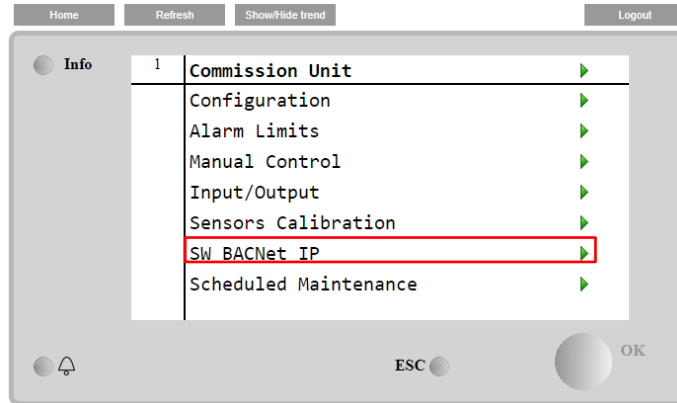 Home Refresh Show/Hide trend Logout
Info
1 Commission Unit
Configuration
Alarm Limits
Manual Control
Input/Output
Sensors Calibration
SW BACNet IP
Scheduled Maintenance
ESC OK